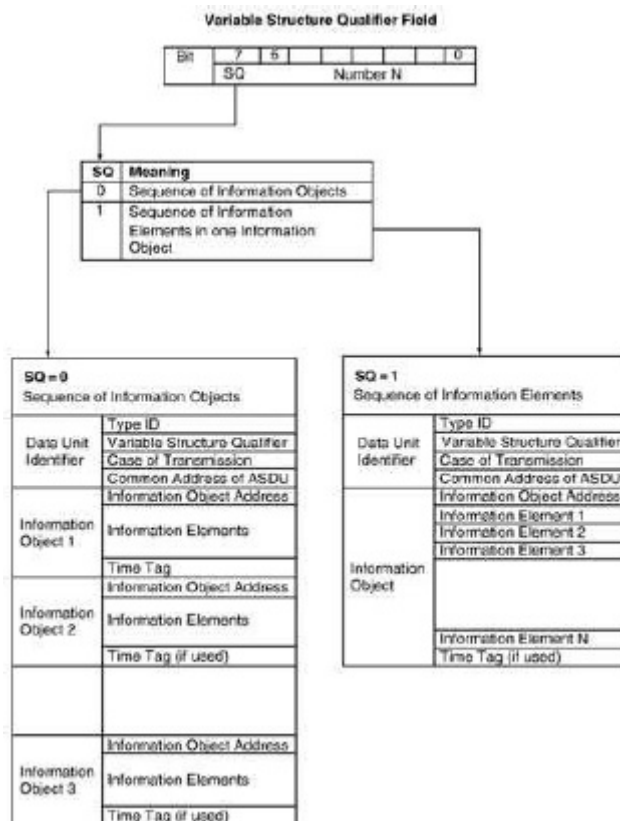 Variable Structure Qualifier Field
Bit 7 6 0
SQ Number N
SQ Meaning
0 Sequence of Information Objects
1 Sequence of Information
Elements in one Information
Object
SQ = 0
Sequence of Information Objects
Data Unit
Identifier
Type ID
Variable Structure Qualifier
Case of Transmission
Common Address of ASDU
Information
Object 1
Information Object Address
Information Elements
Time Tag
Information
Object 2
Information Object Address
Information Elements
Time Tag (if used)
Information
Object 3
Information Object Address
Information Elements
Time Tag (if used)
SQ = 1
Sequence of Information Elements
Data Unit
Identifier
Type ID
Variable Structure Qualifier
Case of Transmission
Common Address of ASDU
Information
Object
Information Object Address
Information Element 1
Information Element 2
Information Element 3
Information Element N
Time Tag (if used)